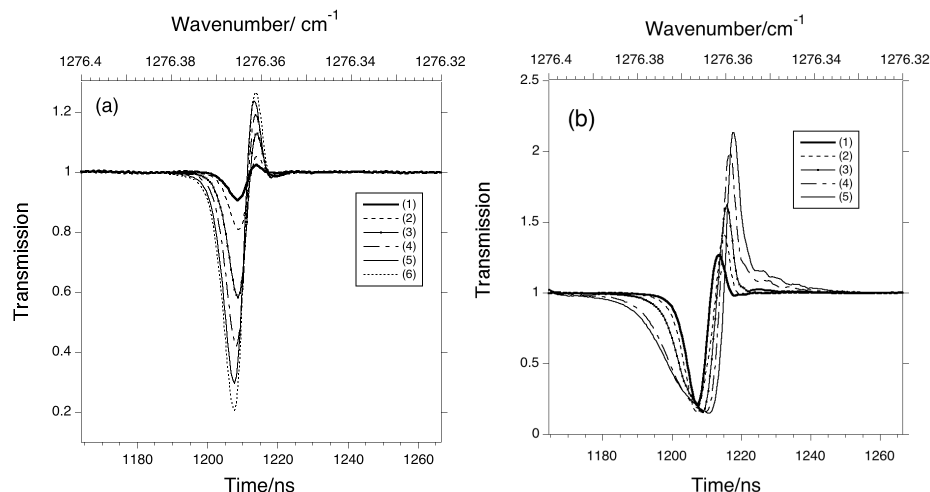 Wavenumber/ cm-1
1276.4 1276.38 1276.36 1276.34 1276.32
(a)
1.2
1
0.8
0.6
0.4
0.2
Transmission
(1)
(2)
(3)
(4)
(5)
(6)
1180 1200 1220 1240 1260
Time/ns
Wavenumber/cm-1
1276.4 1276.38 1276.36 1276.34 1276.32
2.5
(b)
2
1.5
1
0.5
0
Transmission
(1)
(2)
(3)
(4)
(5)
1180 1200 1220 1240 1260
Time/ns